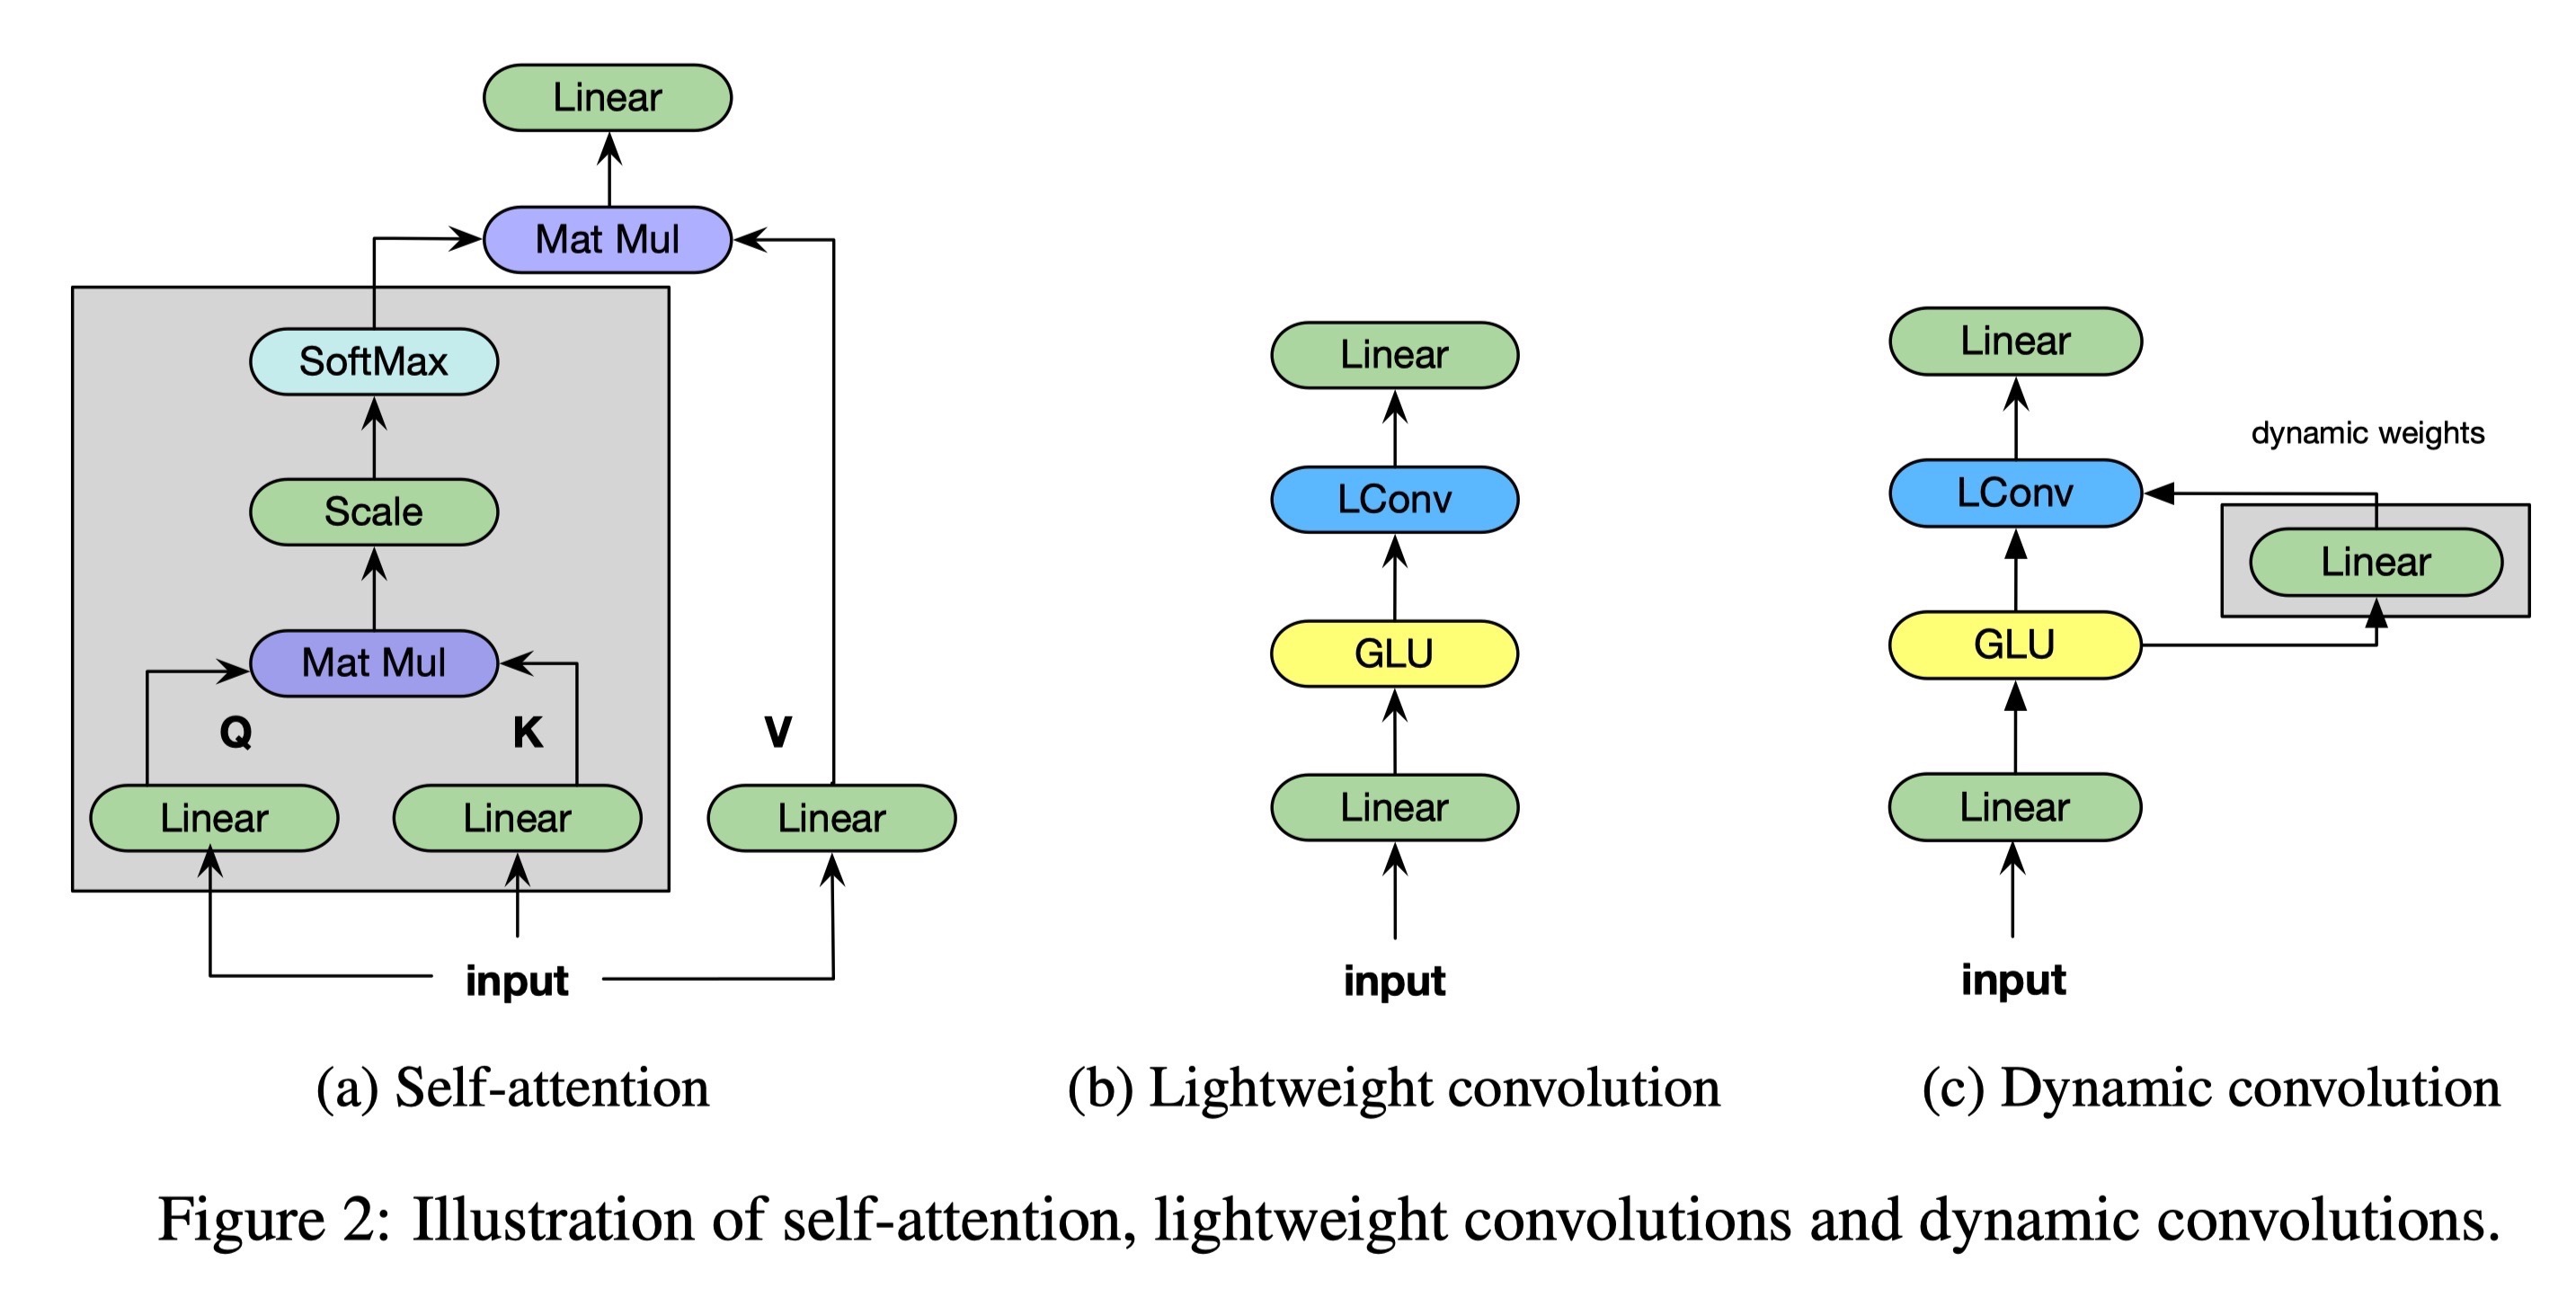 Linear
Mat Mul
SoftMax
Scale
Mat Mul
Q
K
V
Linear
Linear
Linear
input
(a) Self-attention
Linear
LConv
GLU
Linear
input
(b) Lightweight convolution
Linear
dynamic weights
LConv
Linear
GLU
Linear
input
(c) Dynamic convolution
Figure 2: Illustration of self-attention, lightweight convolutions and dynamic convolutions.